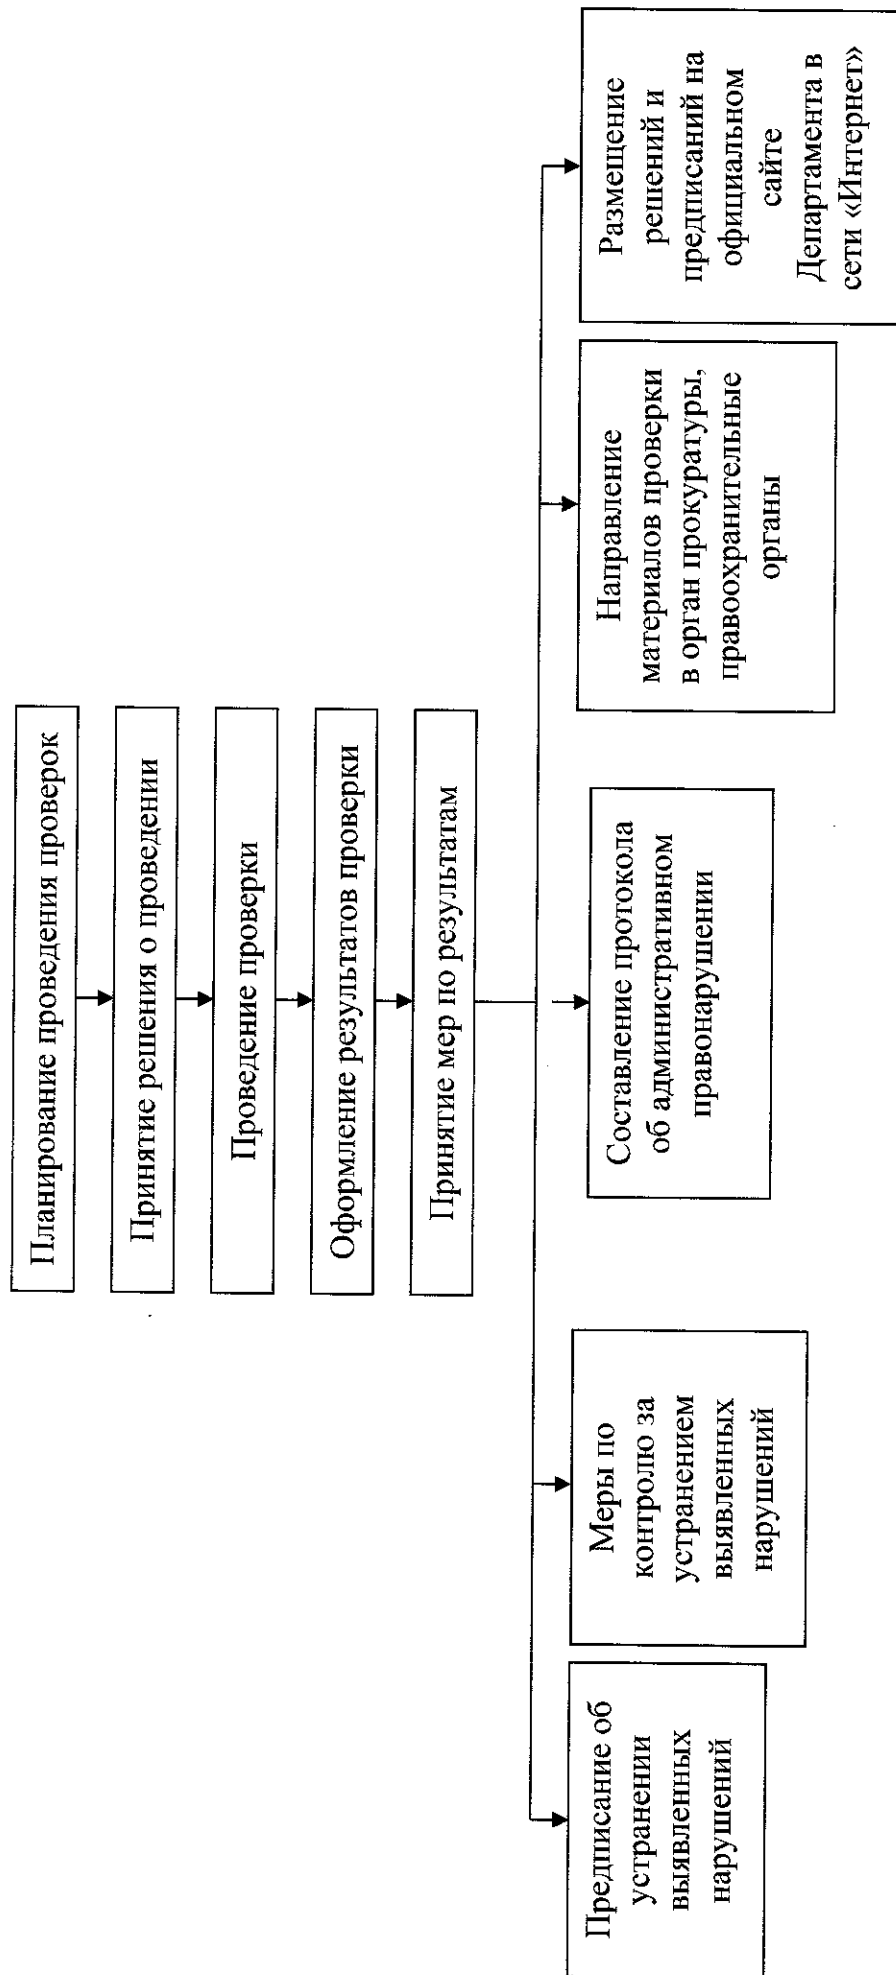 Планирование проведения проверок
Принятие решения о проведении
Проведение проверки
Оформление результатов проверки
Принятие мер по результатам
Предписание об
устранении
выявленных
нарушений
Меры по
контролю за
устранением
выявленных
нарушений
Составление протокола
об административном
правонарушении
Направление
материалов проверки
в орган прокуратуры,
правоохранительные
органы
Размещение
решений и
предписаний на
официальном
сайте
Департамента в
сети «Интернет»